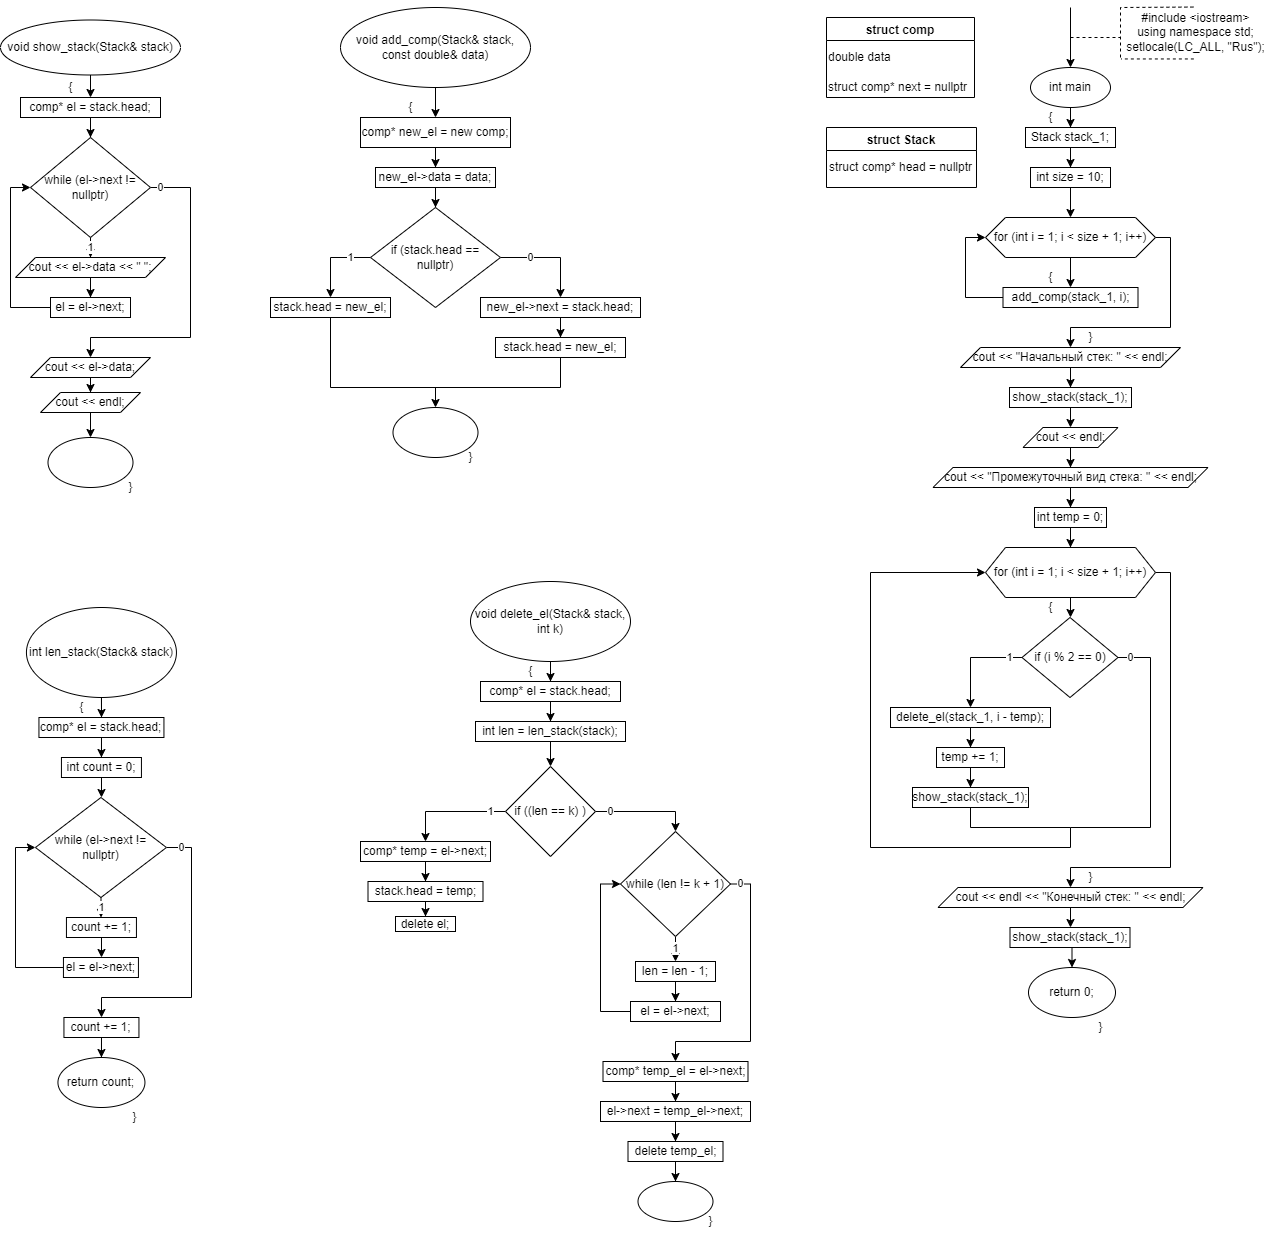 void show_stack(Stack& stack)
{
comp* el = stack.head;
while (el->next !=
nullptr)
0
1
cout << el->data << " ";
el = el->next;
cout << el->data;
cout << endl;
}
void add_comp(Stack& stack,
const double& data)
{
comp* new_el = new comp;
new_el->data = data;
if (stack.head ==
nullptr)
1
0
stack.head = new_el;
new_el->next = stack.head;
stack.head = new_el;
}
struct comp
double data
struct comp* next = nullptr
struct Stack
struct comp* head = nullptr
#include <iostream>
using namespace std;
setlocale(LC_ALL, "Rus");
int main
{
Stack stack_1;
int size = 10;
for (int i = 1; i < size + 1; i++)
{
add_comp(stack_1, i);
}
cout << "Начальный стек: " << endl;
show_stack(stack_1);
cout << endl;
cout << "Промежуточный вид стека: " << endl;
int temp = 0;
for (int i = 1; i < size + 1; i++)
{
if (i % 2 == 0)
1
0
delete_el(stack_1, i - temp);
temp += 1;
show_stack(stack_1);
}
cout << endl << "Конечный стек: " << endl;
show_stack(stack_1);
return 0;
}
int len_stack(Stack& stack)
{
comp* el = stack.head;
int count = 0;
while (el->next !=
nullptr)
0
1
count += 1;
el = el->next;
count += 1;
return count;
}
void delete_el(Stack& stack,
int k)
{
comp* el = stack.head;
int len = len_stack(stack);
if ((len == k) )
1
0
comp* temp = el->next;
stack.head = temp;
delete el;
while (len != k + 1)
0
1
len = len - 1;
el = el->next;
comp* temp_el = el->next;
el->next = temp_el->next;
delete temp_el;
}